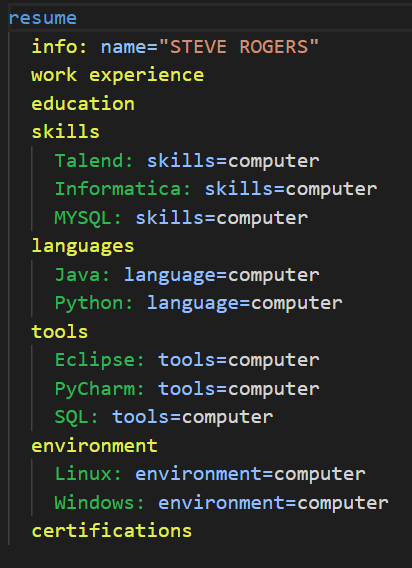 resume
info: name="STEVE ROGERS"
work experience
education
skills
Talend: skills=computer
Informatica: skills=computer
MYSQL: skills=computer
languages
Java: language=computer
Python: language=computer
tools
Eclipse: tools=computer
PyCharm: tools=computer
SQL: tools=computer
environment
Linux: environment=computer
Windows: environment=computer
certifications